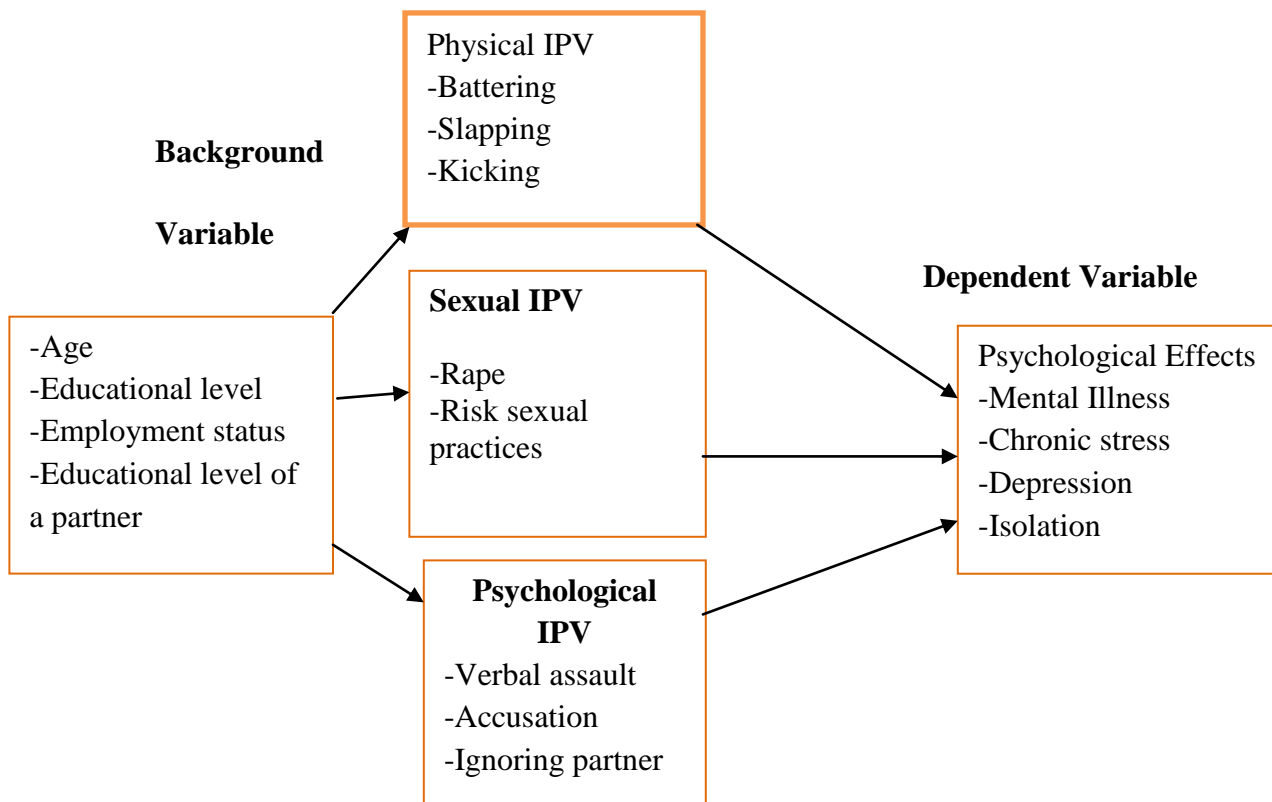 Background
Variable
-Age
-Educational level
-Employment status
-Educational level of
a partner
Physical IPV
-Battering
-Slapping
-Kicking
Sexual IPV
-Rape
-Risk sexual
practices
Psychological
IPV
-Verbal assault
-Accusation
-Ignoring partner
Dependent Variable
Psychological Effects
-Mental Illness
-Chronic stress
-Depression
-Isolation